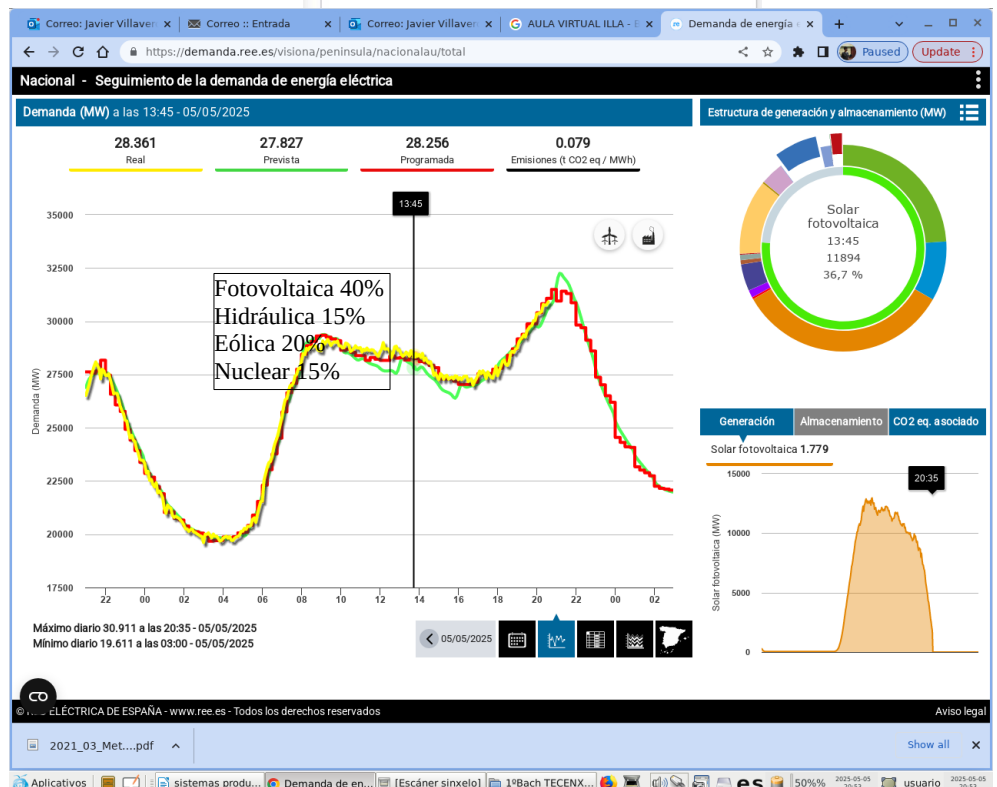 Correo: Javier Villaver
Correo :: Entrada
Correo: Javier Villaver
AULA VIRTUAL ILLA - E
Demanda de energía e
https://demanda.ree.es/visiona/peninsula/nacionalau/total
Paused
Update
Nacional - Seguimiento de la demanda de energía eléctrica
Demanda (MW) a las 13:45 - 05/05/2025
28.361 27.827 28.256 0.079
Real Prevista Programada Emisiones (t CO2 eq / MWh)
13:45
35000
32500
30000
27500
25000
22500
20000
17500
Demanda (MW)
22 00 02 04 06 08 10 12 14 16 18 20 22 00 02
Fotovoltaica 40%
Hidráulica 15%
Eólica 20%
Nuclear 15%
Máximo diario 30.911 a las 20:35 - 05/05/2025
Mínimo diario 19.611 a las 03:00 - 05/05/2025
05/05/2025
Estructura de generación y almacenamiento (MW)
Solar
fotovoltaica
13:45
11894
36,7 %
Generación Almacenamiento CO2 eq. asociado
Solar fotovoltaica 1.779
20:35
15000
10000
5000
0
Solar fotovoltaica (MW)
ELÉCTRICA DE ESPAÑA - www.ree.es - Todos los derechos reservados
Aviso legal
2021_03_Met....pdf
Show all
Aplicativos
sistemas produ...
Demanda de en...
[Escáner sinxelo]
1ºBach TECENX...
es
50%%
2025-05-05
usuario
2025-05-05